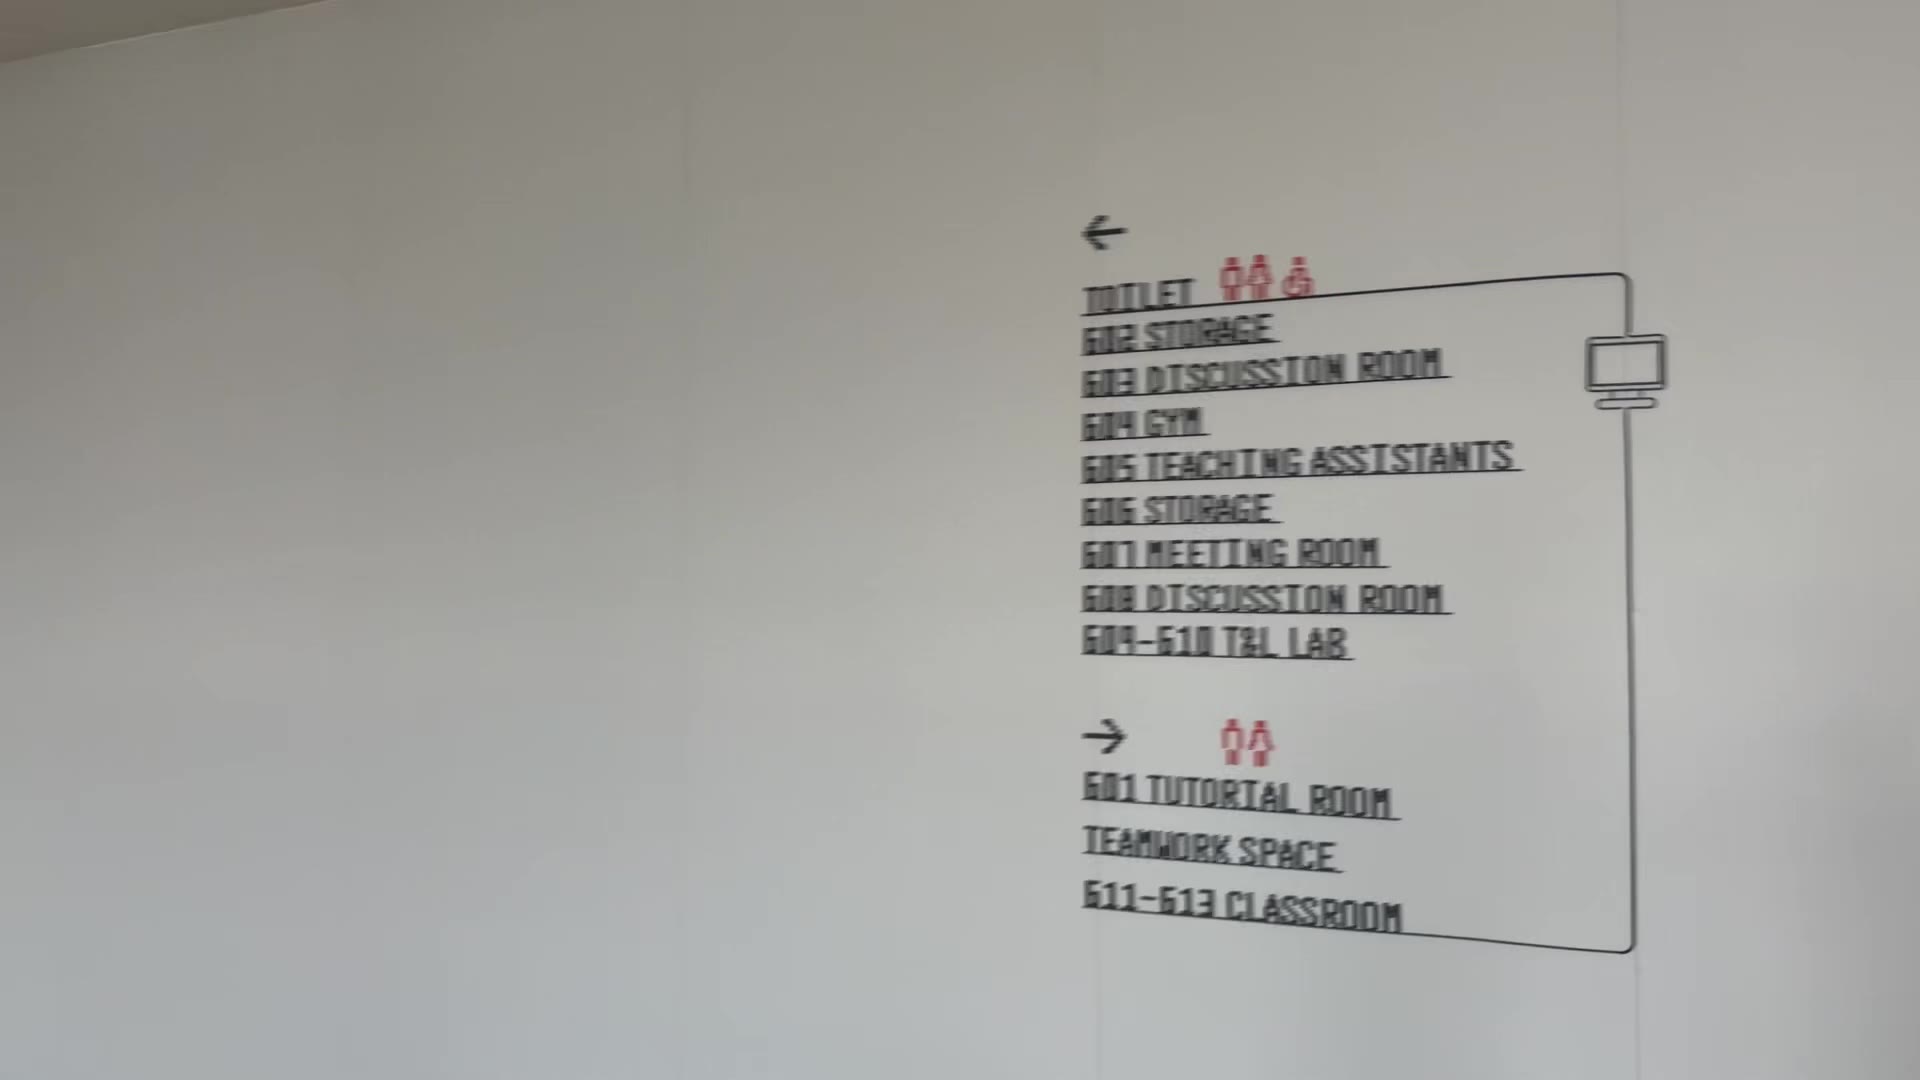 ←
TOILET
602 STORAGE
603 DISCUSSION ROOM
604 GYM
605 TEACHING ASSISTANTS
606 STORAGE
607 MEETING ROOM
608 DISCUSSION ROOM
609-610 T&L LAB
→
601 TUTORIAL ROOM
TEAMWORK SPACE
611-613 CLASSROOM